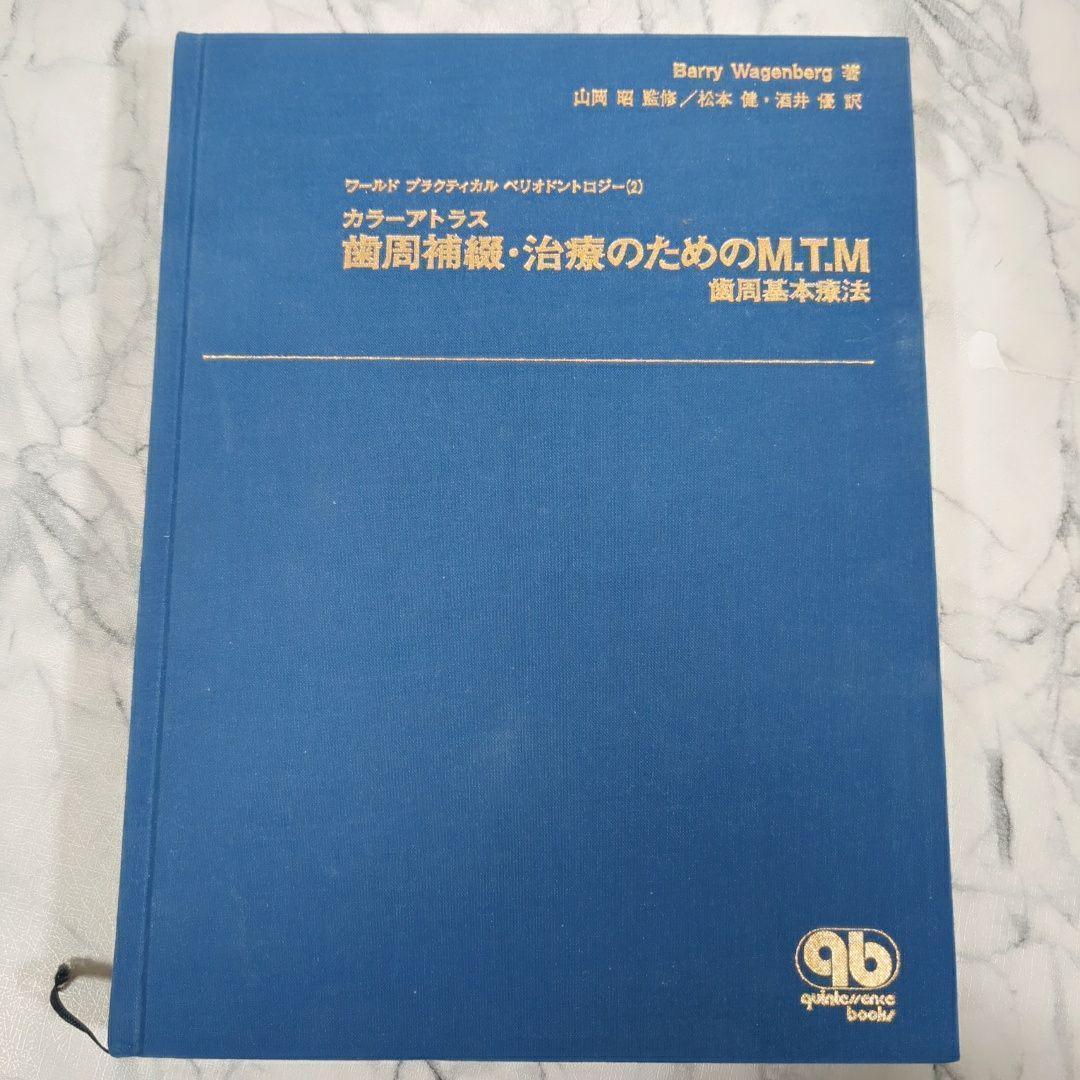 Barry Wagenberg 著
山岡 昭 監修／松本 健・酒井 優 訳
ワールド プラクティカル ペリオドントロジー(2)
カラーアトラス
歯周補綴・治療のためのM.T.M
歯周基本療法
qb
quintessence
books